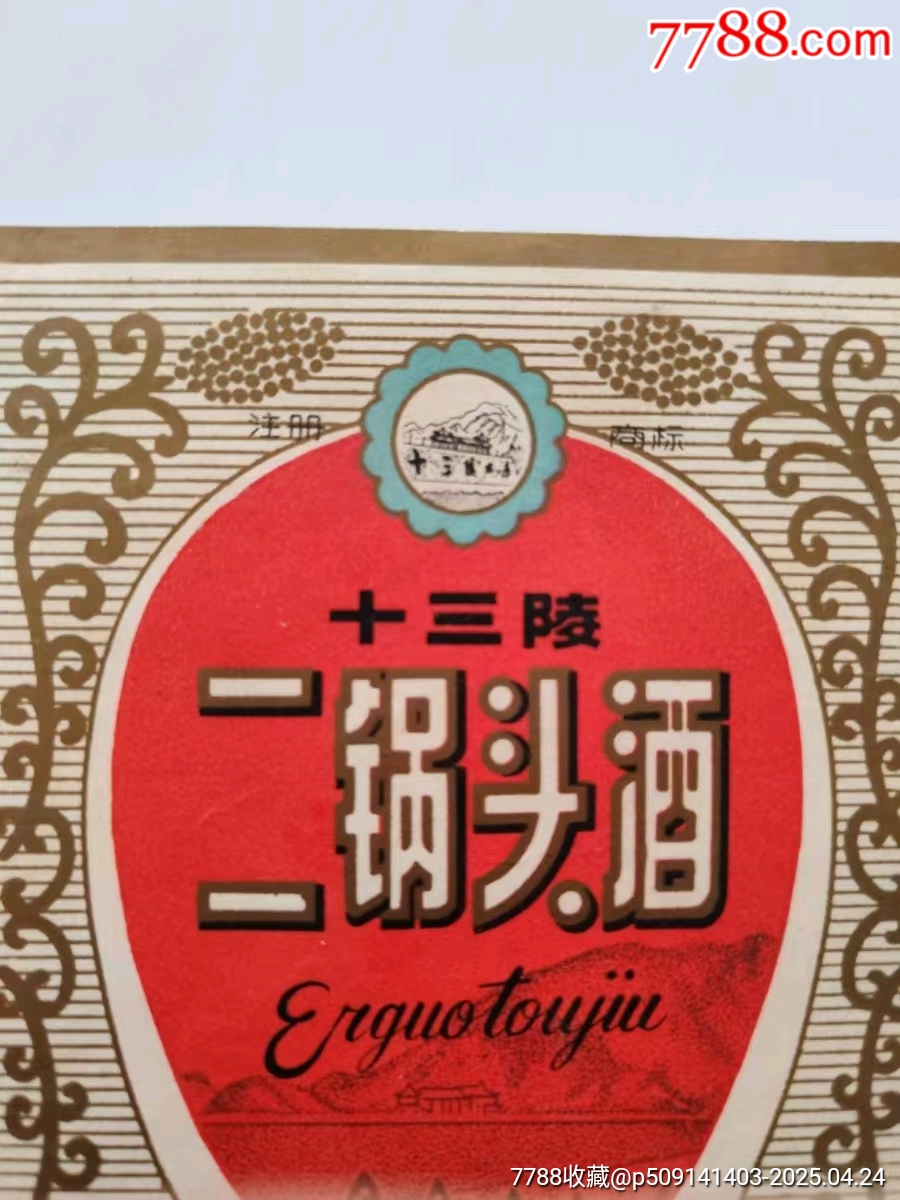 7788.com
注册 商标
十三陵
十三陵
二锅头酒
Erguotoujiu
7788收藏@p509141403-2025.04.24